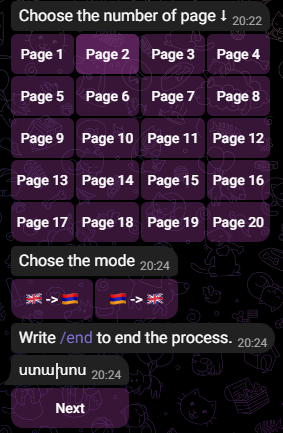 Choose the number of page ↓ 20:22
Page 1 Page 2 Page 3 Page 4
Page 5 Page 6 Page 7 Page 8
Page 9 Page 10 Page 11 Page 12
Page 13 Page 14 Page 15 Page 16
Page 17 Page 18 Page 19 Page 20
Chose the mode 20:24
🇬🇧 -> 🇦🇲 🇦🇲 -> 🇬🇧
Write /end to end the process. 20:24
ստախոս 20:24
Next